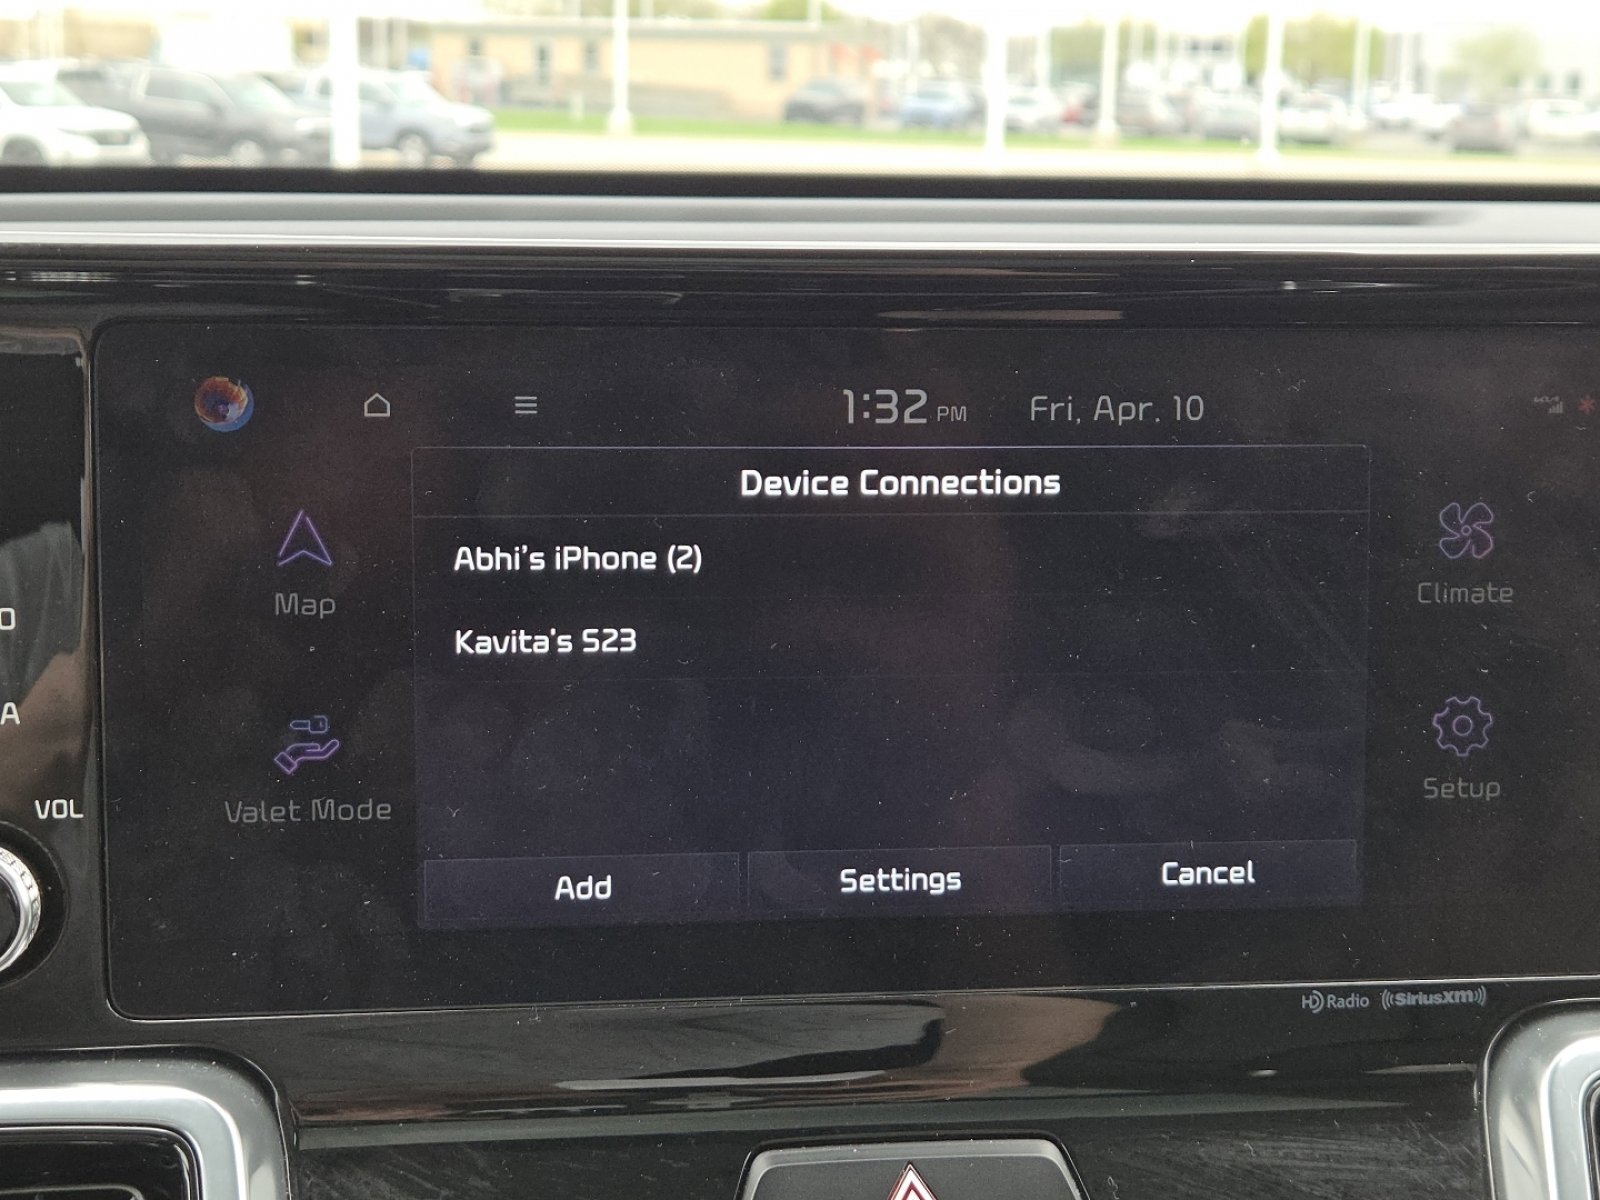 1:32 PM Fri, Apr. 10
Device Connections
Abhi's iPhone (2)
Kavita's S23
Map
Climate
Valet Mode
Setup
Add Settings Cancel
O
A
VOL
HD Radio ((SiriusXM))